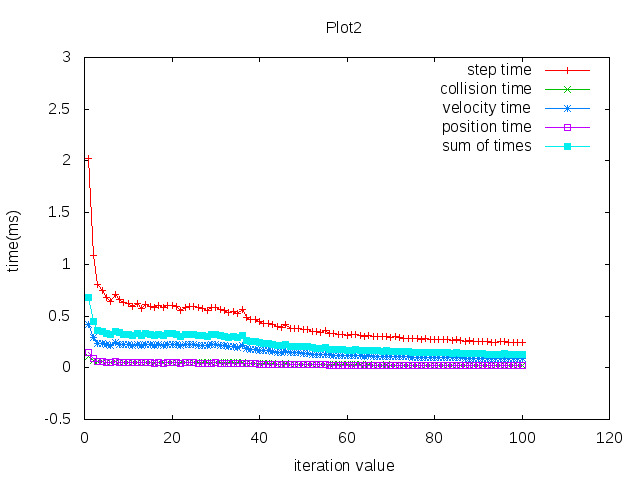 Plot2
3
2.5
2
1.5
1
0.5
0
-0.5
time(ms)
step time
collision time
velocity time
position time
sum of times
0 20 40 60 80 100 120
iteration value